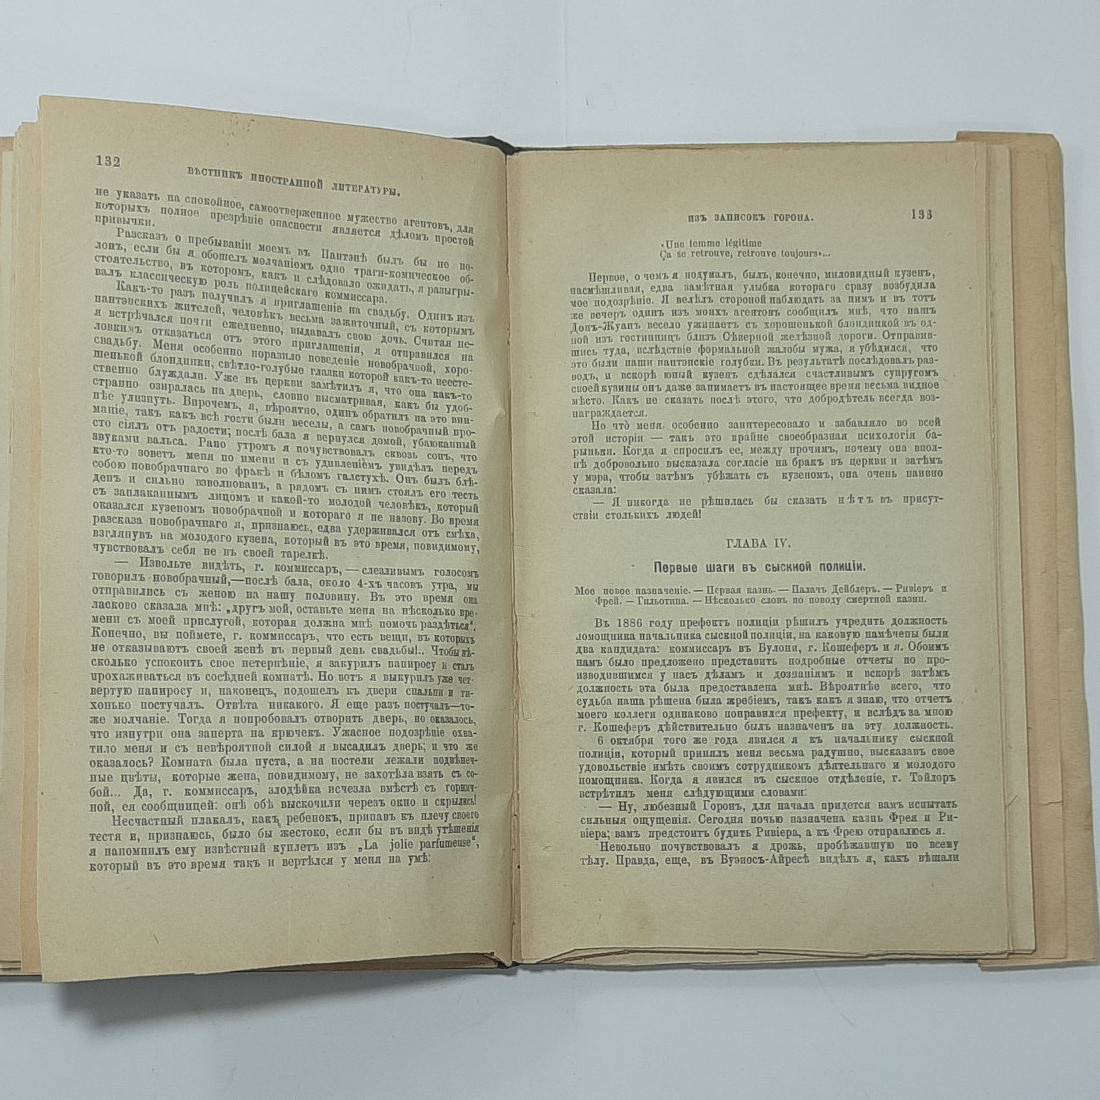 132
ВѢСТНИКЪ ИНОСТРАННОЙ ЛИТЕРАТУРЫ.
не указать на спокойное, самоотверженное мужество агентовъ, для
которыхъ полное презрѣніе опасности является дѣломъ простой
привычки.
Разсказъ о пребываніи моемъ въ Пантэнѣ былъ бы не по-
лонъ, если бы я обошелъ молчаніемъ одно траги-комическое об-
стоятельство, въ которомъ, какъ и слѣдовало ожидать, я разыгры-
валъ классическую роль полицейскаго коммиссара.
Какъ-то разъ получилъ я приглашеніе на свадьбу. Одинъ изъ
пантэнскихъ жителей, человѣкъ весьма зажиточный, съ которымъ
я встрѣчался почти ежедневно, выдавалъ свою дочь. Считая не-
ловкимъ отказаться отъ этого приглашенія, я отправился на
свадьбу. Меня особенно поразило поведеніе новобрачной, хоро-
шенькой блондинки, свѣтло-голубые глазки которой какъ-то неесте-
ственно блуждали. Уже въ церкви замѣтилъ я, что она какъ-то
странно озиралась на дверь, словно высматривая, какъ бы удоб-
нѣе улизнуть. Впрочемъ, я, вѣроятно, одинъ обратилъ на это вни-
маніе, такъ какъ всѣ гости были веселы, а самъ новобрачный про-
сто сіялъ отъ радости; послѣ бала я вернулся домой, убаюканный
звуками вальса. Рано утромъ я почувствовалъ сквозь сонъ, что
кто-то зоветъ меня по имени и съ удивленіемъ увидѣлъ передъ
собою новобрачнаго во фракѣ и бѣломъ галстухѣ. Онъ былъ блѣ-
денъ и сильно взволнованъ, а рядомъ съ нимъ стоялъ его тесть
съ заплаканнымъ лицомъ и какой-то молодой человѣкъ, который
оказался кузеномъ новобрачной и котораго я не назову. Во время
разсказа новобрачнаго я, признаюсь, едва удерживался отъ смѣха,
взглянувъ на молодого кузена, который въ это время, повидимому,
чувствовалъ себя не въ своей тарелкѣ.
— Извольте видѣть, г. коммиссаръ, — слезливымъ голосомъ
говорилъ новобрачный,—послѣ бала, около 4-хъ часовъ утра, мы
отправились съ женою на нашу половину. Въ это время она
ласково сказала мнѣ: „другъ мой, оставьте меня на нѣсколько вре-
мени съ моей прислугой, которая должна мнѣ помочь раздѣться“.
Конечно, вы поймете, г. коммиссаръ, что есть вещи, въ которыхъ
не отказываютъ своей женѣ въ первый день свадьбы!.. Чтобы нѣ-
сколько успокоить свое нетерпѣніе, я закурилъ папиросу и сталъ
прохаживаться въ сосѣдней комнатѣ. Но вотъ я выкурилъ уже чет-
вертую папиросу и, наконецъ, подошелъ къ двери спальни и ти-
хонько постучалъ. Отвѣта никакого. Я еще разъ постучалъ—то-
же молчаніе. Тогда я попробовалъ отворить дверь, но оказалось,
что изнутри она заперта на крючекъ. Ужасное подозрѣніе охва-
тило меня и съ невѣроятной силой я высадилъ дверь; и что же
оказалось? Комната была пуста, а на постели лежали подвѣнеч-
ные цвѣты, которые жена, повидимому, не захотѣла взять съ со-
бой... Да, г. коммиссаръ, злодѣйка исчезла вмѣстѣ съ горнич-
ной, ея сообщницей: онѣ обѣ выскочили черезъ окно и скрылись!
Несчастный плакалъ, какъ ребенокъ, припавъ къ плечу своего
тестя и, признаюсь, было бы жестоко, если бы въ видѣ утѣшенія
я напомнилъ ему извѣстный куплетъ изъ „La jolie parfumeuse“,
который въ это время такъ и вертѣлся у меня на умѣ:
ИЗЪ ЗАПИСОКЪ ГОРОНА.
133
«Une femme légitime
Ça se retrouve, retrouve toujours»...
Первое, о чемъ я подумалъ, былъ, конечно, миловидный кузенъ,
насмѣшливая, едва замѣтная улыбка котораго сразу возбудила
мое подозрѣніе. Я велѣлъ стороной наблюдать за нимъ и въ тотъ
же вечеръ одинъ изъ моихъ агентовъ сообщилъ мнѣ, что нашъ
Донъ-Жуанъ весело ужинаетъ съ хорошенькой блондинкой въ од-
ной изъ гостинницъ близъ Сѣверной желѣзной дороги. Отправив-
шись туда, вслѣдствіе формальной жалобы мужа, я убѣдился, что
это были наши пантэнскіе голубки. Въ результатѣ послѣдовалъ раз-
водъ, и вскорѣ юный кузенъ сдѣлался счастливымъ супругомъ
своей кузины онъ даже занимаетъ въ настоящее время весьма видное
мѣсто. Какъ не сказать послѣ этого, что добродѣтель всегда воз-
награждается.
Но что̀ меня особенно заинтересовало и забавляло во всей
этой исторіи — такъ это крайне своеобразная психологія ба-
рыньки. Когда я спросилъ ее, между прочимъ, почему она впол-
нѣ добровольно высказала согласіе на бракъ въ церкви и затѣмъ
у мэра, чтобы затѣмъ убѣжать съ кузеномъ, она очень наивно
сказала:
— Я никогда не рѣшилась бы сказать нѣтъ въ присут-
ствіи столькихъ людей!
ГЛАВА IV.
Первые шаги въ сыскной полиціи.
Мое новое назначеніе. — Первая казнь. — Палачъ Дейблеръ. — Ривіеръ и
Фрей. — Гильотина. — Нѣсколько словъ по поводу смертной казни.
Въ 1886 году префектъ полиціи рѣшилъ учредить должность
помощника начальника сыскной полиціи, на каковую намѣчены были
два кандидата: коммиссаръ въ Булони, г. Кошеферъ и я. Обоимъ
намъ было предложено представить подробные отчеты по про-
изводившимся у насъ дѣламъ и дознаніямъ и вскорѣ затѣмъ
должность эта была предоставлена мнѣ. Вѣроятнѣе всего, что
судьба наша рѣшена была жребіемъ, такъ какъ я знаю, что отчетъ
моего коллеги одинаково понравился префекту, и вслѣдъ за мною
г. Кошеферъ дѣйствительно былъ назначенъ на эту должность.
6 октября того же года явился я къ начальнику сыскной
полиціи, который принялъ меня весьма радушно, высказавъ свое
удовольствіе имѣть своимъ сотрудникомъ дѣятельнаго и молодого
помощника. Когда я явился въ сыскное отдѣленіе, г. Тэйлоръ
встрѣтилъ меня слѣдующими словами:
— Ну, любезный Горонъ, для начала придется вамъ испытать
сильныя ощущенія. Сегодня ночью назначена казнь Фрея и Ри-
віера; вамъ предстоитъ будить Ривіера, а къ Фрею отправлюсь я.
Невольно почувствовалъ я дрожь, пробѣжавшую по всему
тѣлу. Правда, еще, въ Буэносъ-Айресѣ видѣлъ я, какъ вѣшали